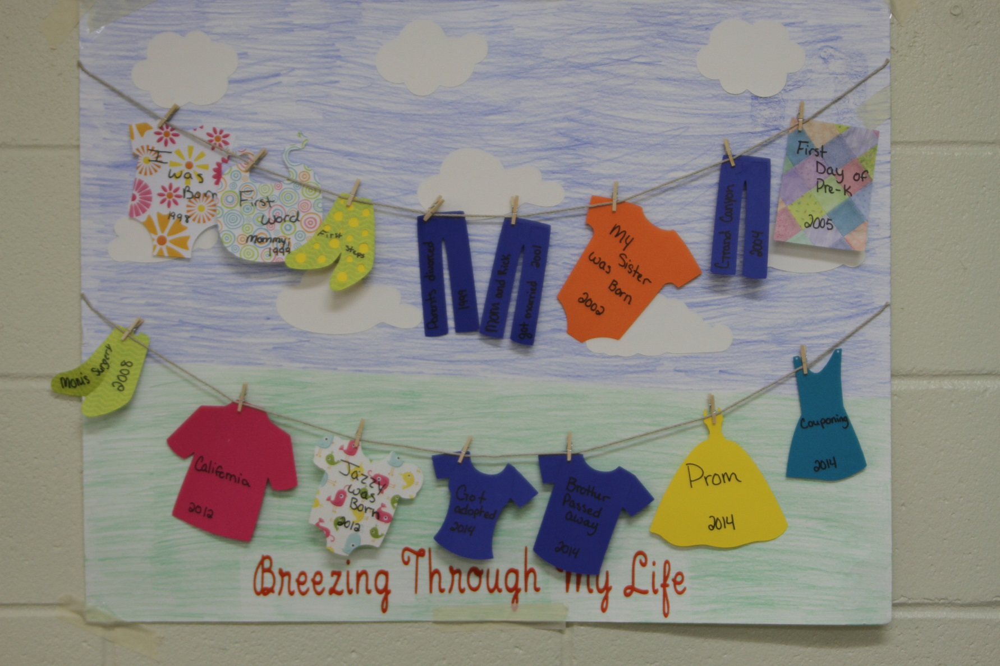 I
was
Born
1998
First
word
mommy;
1999
First
steps
Parents divorced
1999
Mom and Rick
got married 2001
My
Sister
was
Born
2002
Grand Canyon
2004
First
Day of
Pre-K
2005
Mom's Surgery
2008
California
2012
Jazzy
was
Born
2012
Got
adopted
2014
Brother
Passed
away
2014
Prom
2014
Couponing
2014
Breezing Through My Life